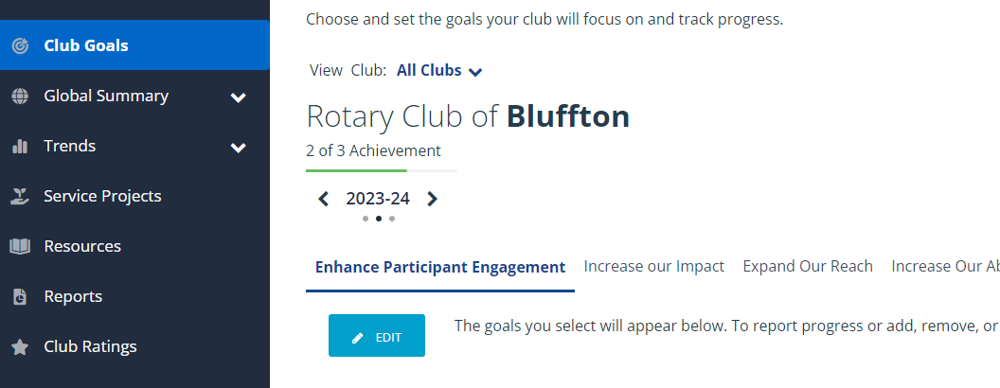 Club Goals
Global Summary
Trends
Service Projects
Resources
Reports
Club Ratings
Choose and set the goals your club will focus on and track progress.
View Club: All Clubs
Rotary Club of Bluffton
2 of 3 Achievement
2023-24
Enhance Participant Engagement Increase our Impact Expand Our Reach Increase Our
EDIT
The goals you select will appear below. To report progress or add, remove, or